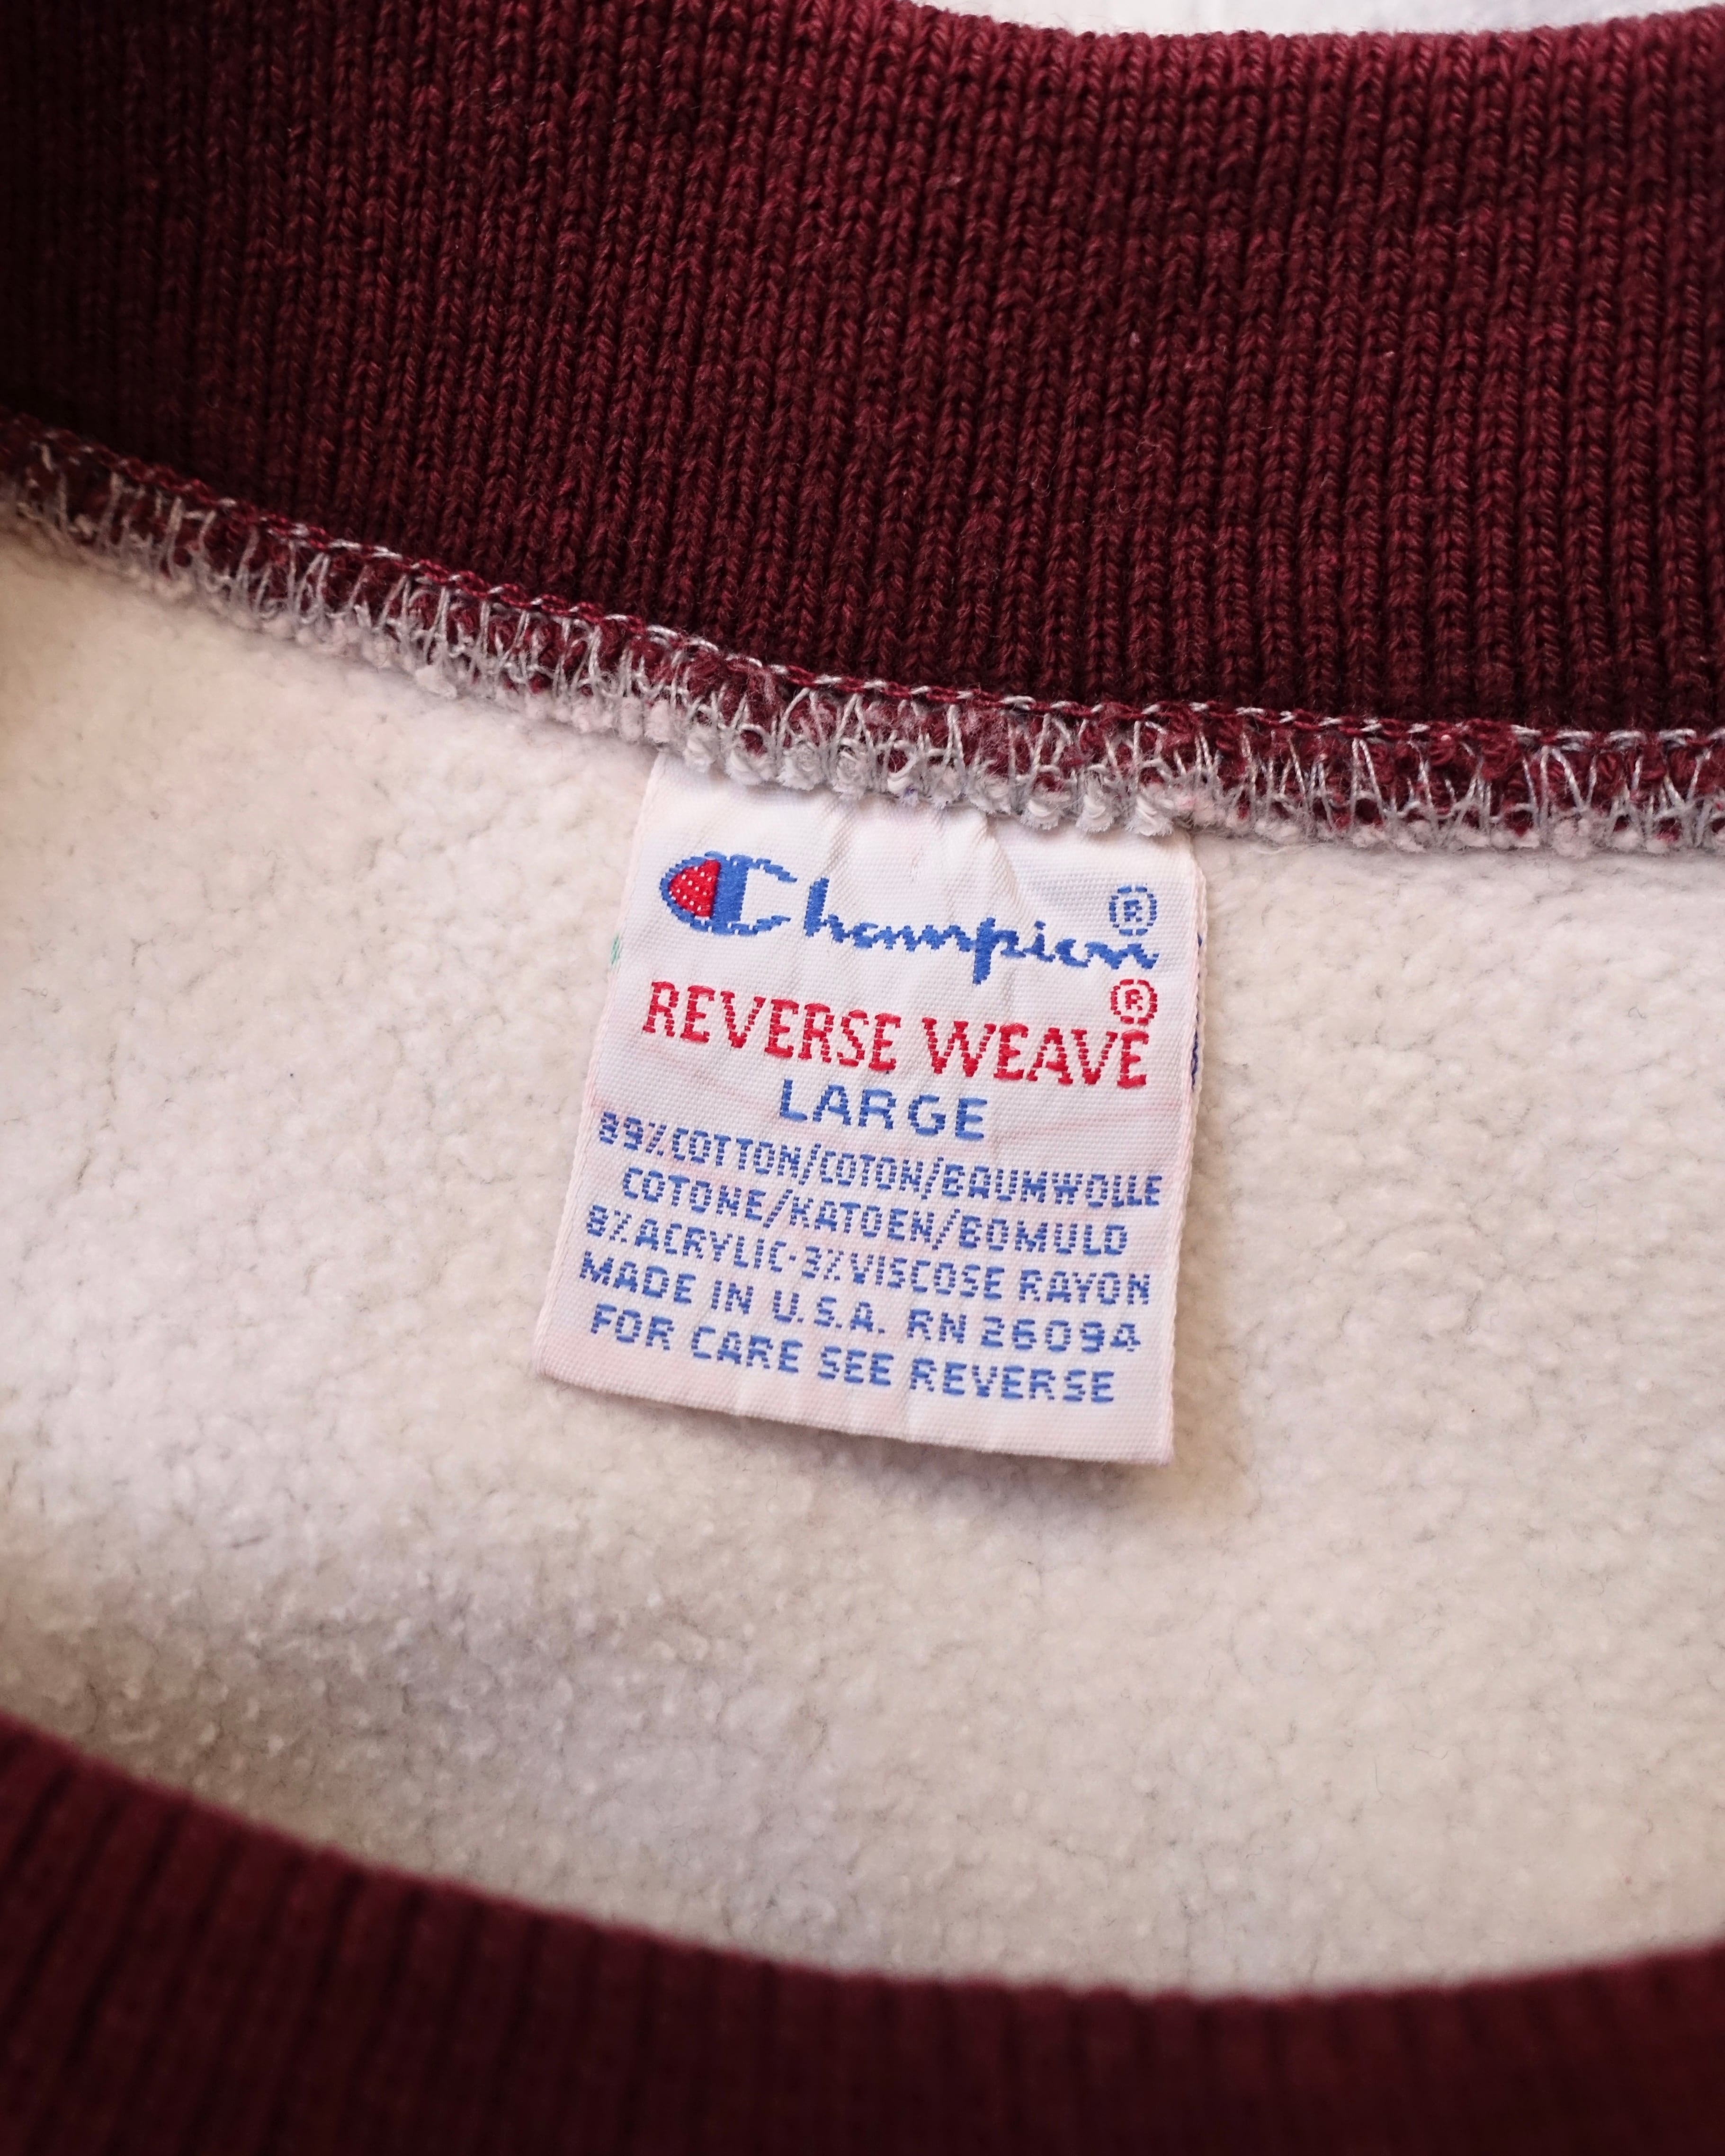 Champion®
REVERSE WEAVE®
LARGE
89% COTTON/COTON/BAUMWOLLE
COTONE/KATOEN/BOMULD
8% ACRYLIC·3% VISCOSE RAYON
MADE IN U.S.A. RN 26094
FOR CARE SEE REVERSE